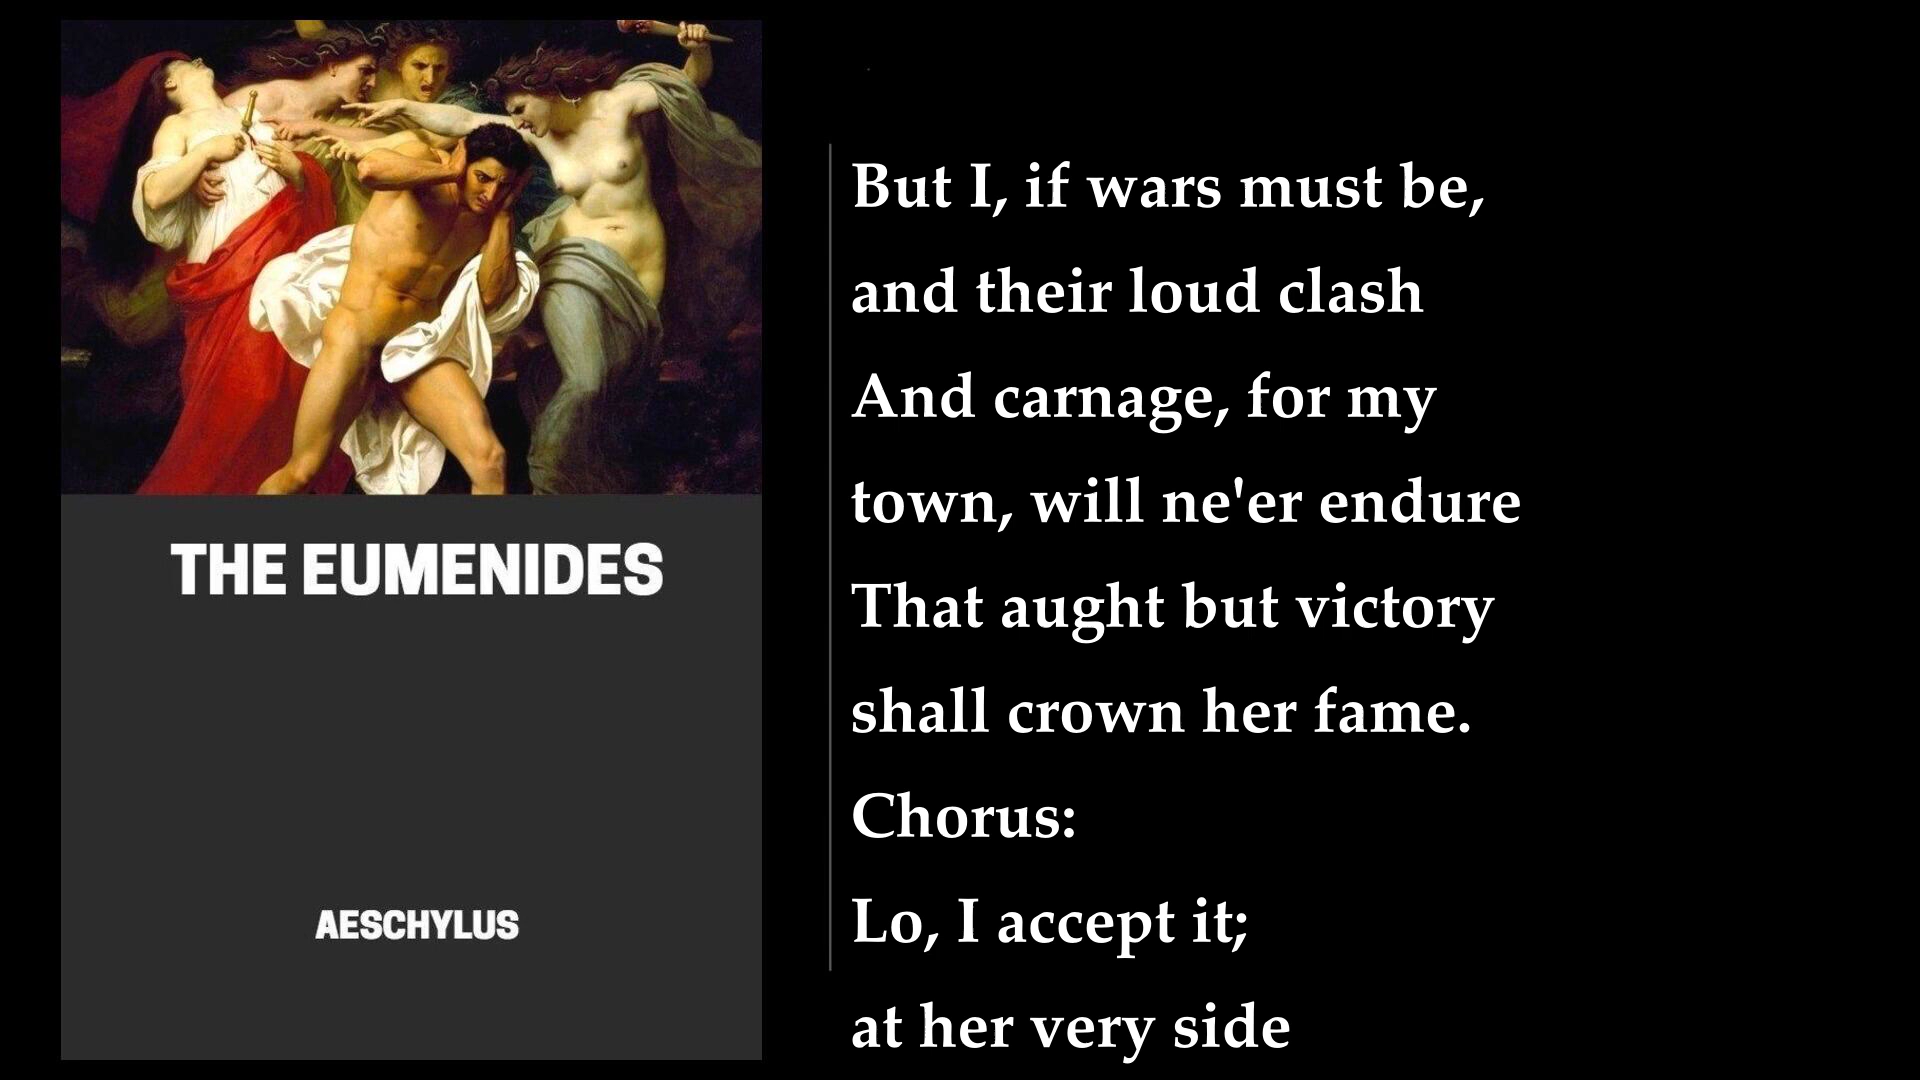 THE EUMENIDES
AESCHYLUS
But I, if wars must be,
and their loud clash
And carnage, for my
town, will ne'er endure
That aught but victory
shall crown her fame.
Chorus:
Lo, I accept it;
at her very side